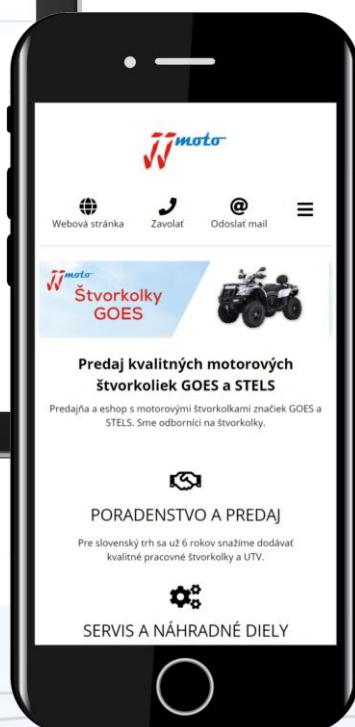 JJ moto
@
Webová stránka
Zavolať
Odoslať mail
JJ moto
Štvorkolky
GOES
Predaj kvalitných motorových
štvorkoliek GOES a STELS
Predajňa a eshop s motorovými štvorkolkami značiek GOES a
STELS. Sme odborníci na štvorkolky.
PORADENSTVO A PREDAJ
Pre slovenský trh sa už 6 rokov snažíme dodávať
kvalitné pracovné štvorkolky a UTV.
SERVIS A NÁHRADNÉ DIELY